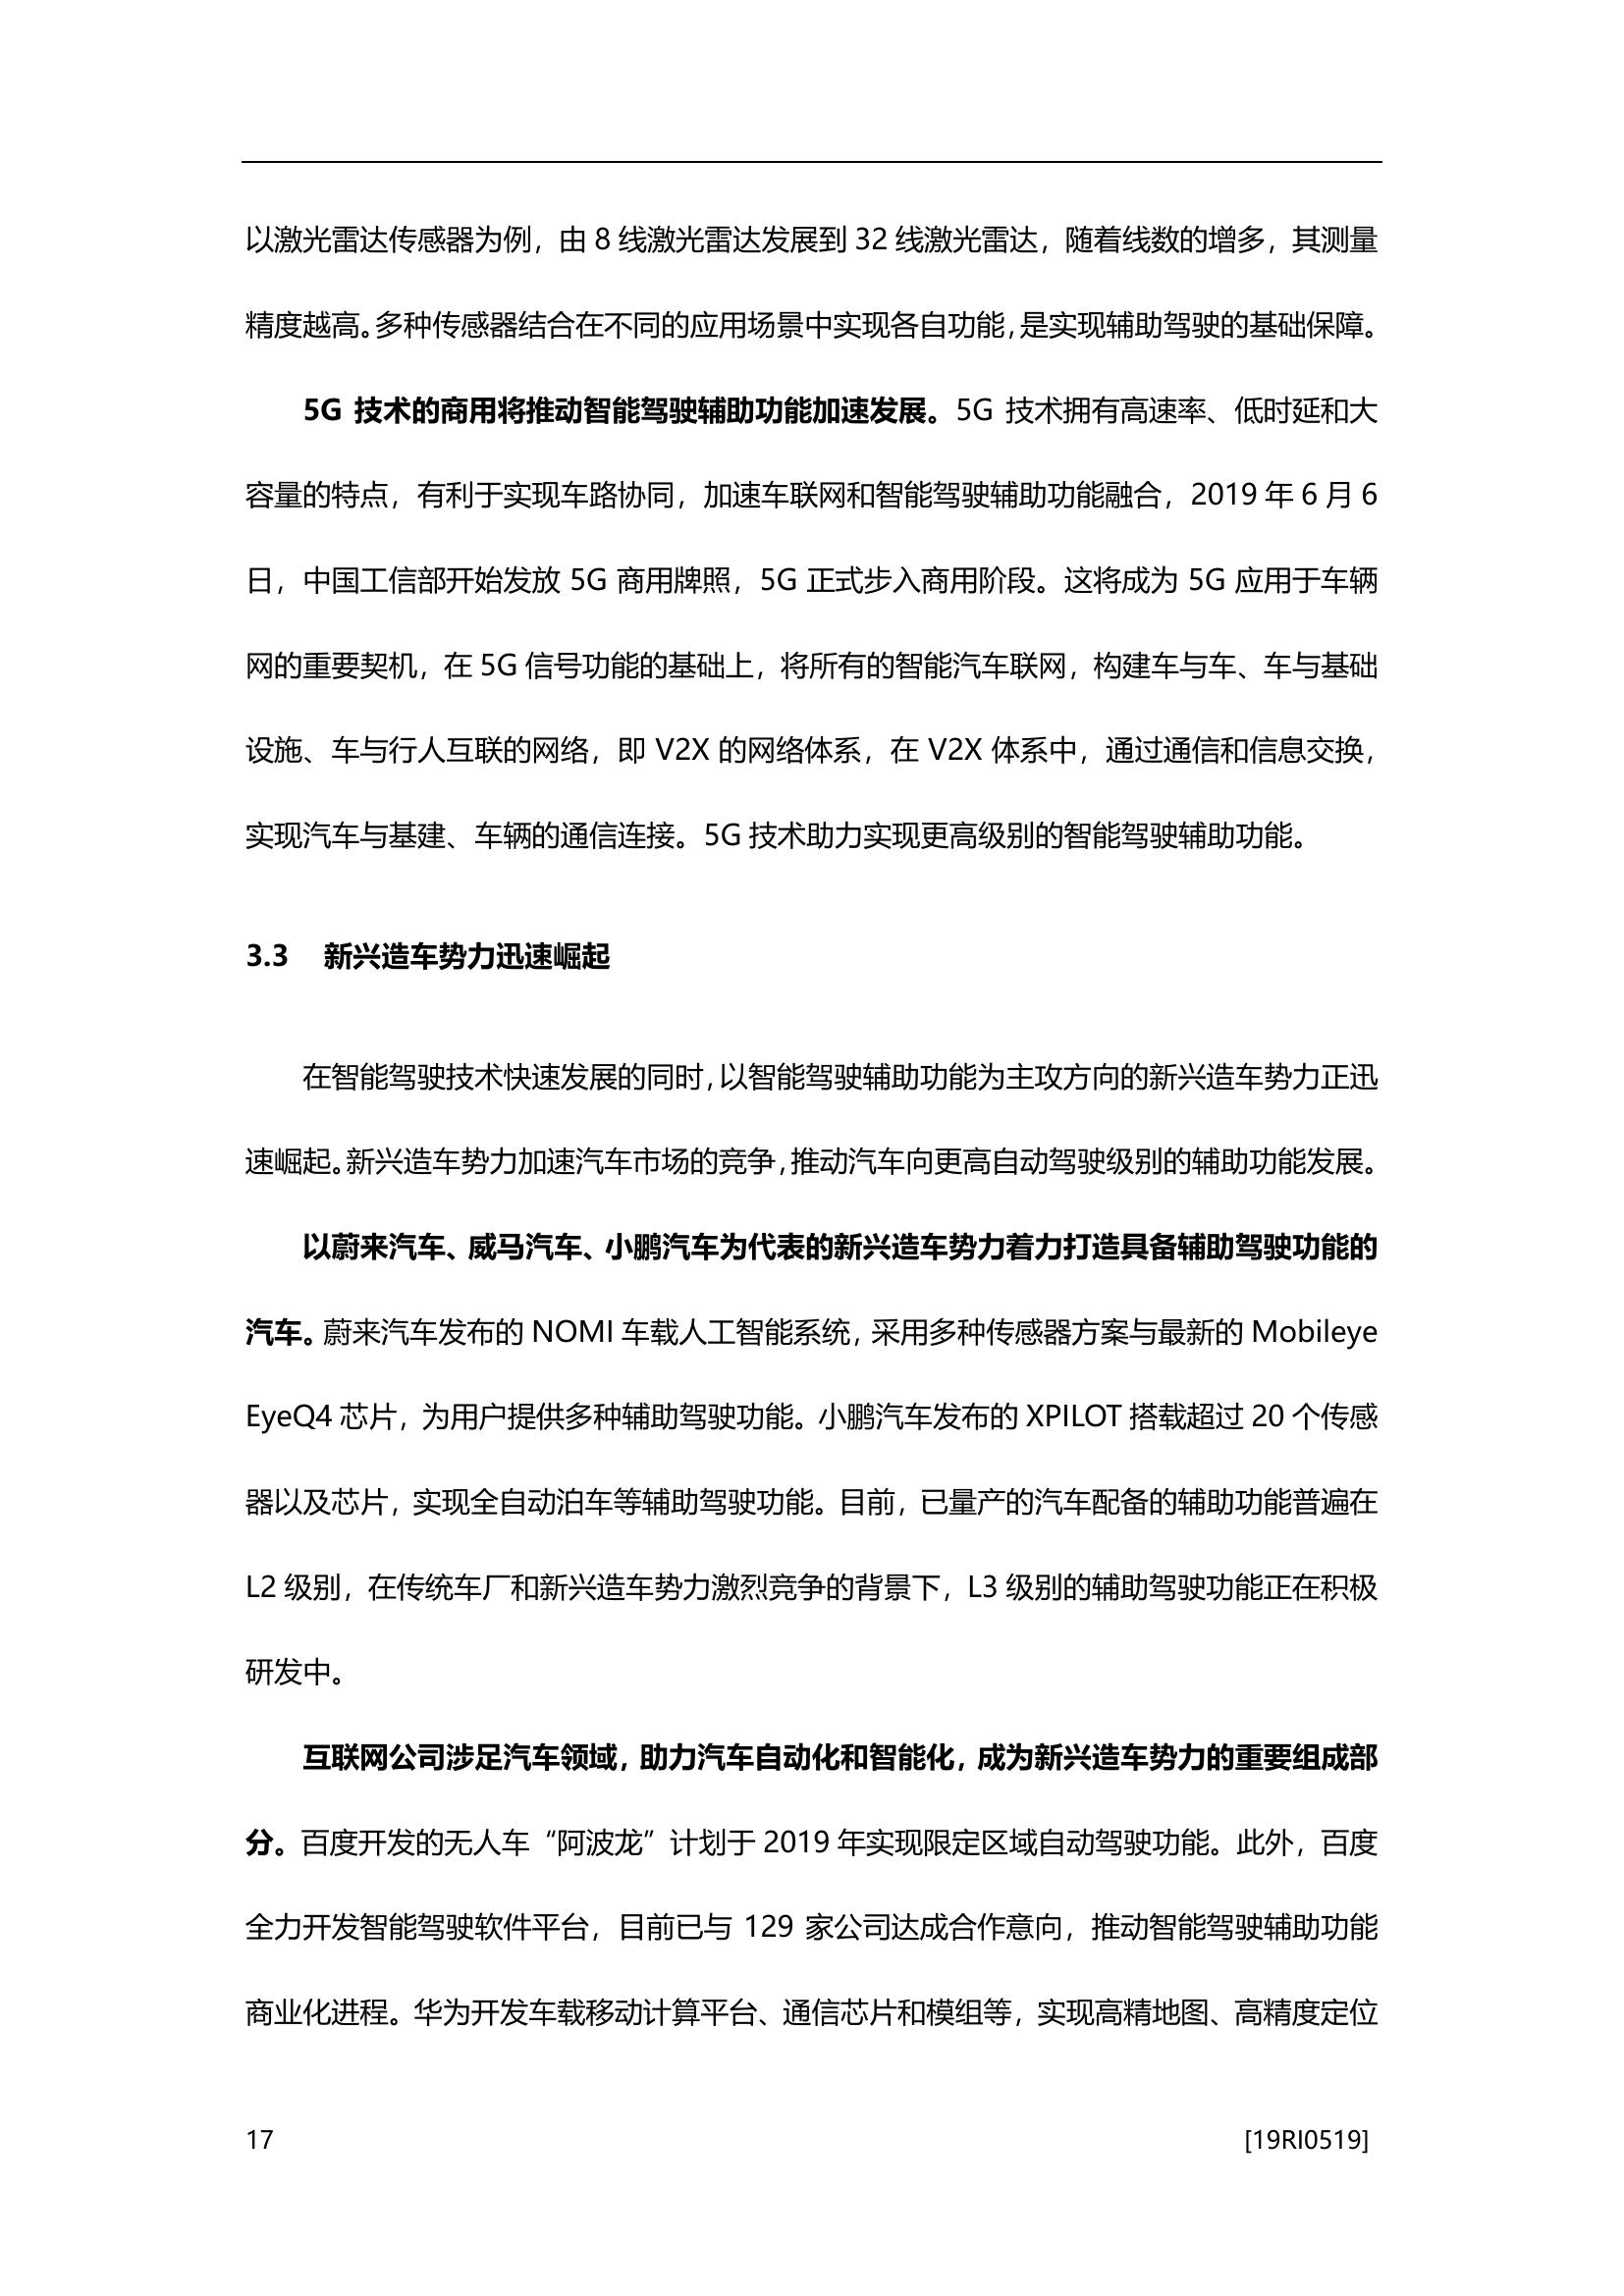 以激光雷达传感器为例，由 8 线激光雷达发展到 32 线激光雷达，随着线数的增多，其测量
精度越高。多种传感器结合在不同的应用场景中实现各自功能，是实现辅助驾驶的基础保障。
5G 技术的商用将推动智能驾驶辅助功能加速发展。5G 技术拥有高速率、低时延和大
容量的特点，有利于实现车路协同，加速车联网和智能驾驶辅助功能融合，2019 年 6 月 6
日，中国工信部开始发放 5G 商用牌照，5G 正式步入商用阶段。这将成为 5G 应用于车辆
网的重要契机，在 5G 信号功能的基础上，将所有的智能汽车联网，构建车与车、车与基础
设施、车与行人互联的网络，即 V2X 的网络体系，在 V2X 体系中，通过通信和信息交换，
实现汽车与基建、车辆的通信连接。5G 技术助力实现更高级别的智能驾驶辅助功能。
3.3 新兴造车势力迅速崛起
在智能驾驶技术快速发展的同时，以智能驾驶辅助功能为主攻方向的新兴造车势力正迅
速崛起。新兴造车势力加速汽车市场的竞争，推动汽车向更高自动驾驶级别的辅助功能发展。
以蔚来汽车、威马汽车、小鹏汽车为代表的新兴造车势力着力打造具备辅助驾驶功能的
汽车。蔚来汽车发布的 NOMI 车载人工智能系统，采用多种传感器方案与最新的 Mobileye
EyeQ4 芯片，为用户提供多种辅助驾驶功能。小鹏汽车发布的 XPILOT 搭载超过 20 个传感
器以及芯片，实现全自动泊车等辅助驾驶功能。目前，已量产的汽车配备的辅助功能普遍在
L2 级别，在传统车厂和新兴造车势力激烈竞争的背景下，L3 级别的辅助驾驶功能正在积极
研发中。
互联网公司涉足汽车领域，助力汽车自动化和智能化，成为新兴造车势力的重要组成部
分。百度开发的无人车“阿波龙”计划于 2019 年实现限定区域自动驾驶功能。此外，百度
全力开发智能驾驶软件平台，目前已与 129 家公司达成合作意向，推动智能驾驶辅助功能
商业化进程。华为开发车载移动计算平台、通信芯片和模组等，实现高精地图、高精度定位
17 [19RI0519]